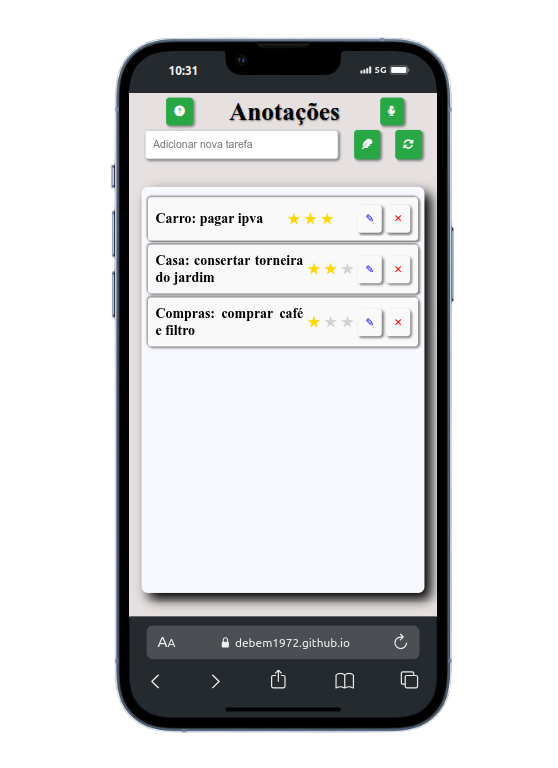 10:31
5G
Anotações
Adicionar nova tarefa
Carro: pagar ipva
Casa: consertar torneira
do jardim
Compras: comprar café
e filtro
AA
debem1972.github.io